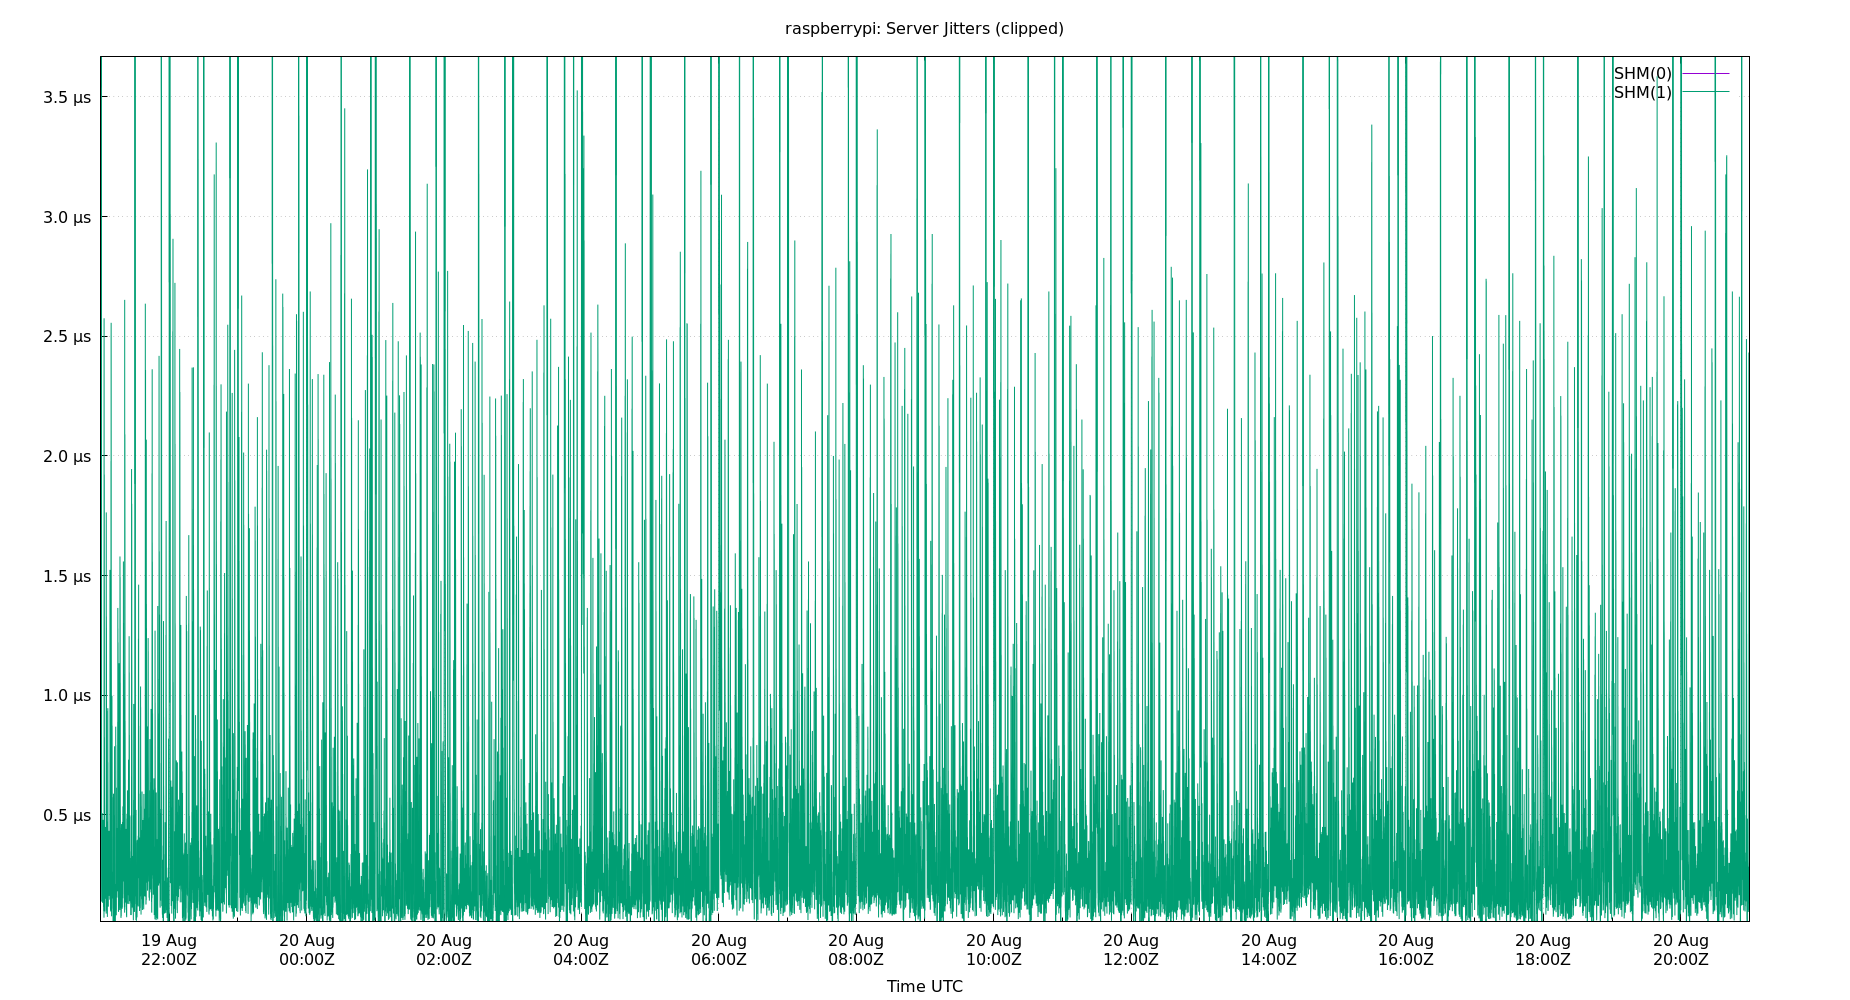 raspberrypi: Server Jitters (clipped)
SHM(0)
SHM(1)
3.5 µs
3.0 µs
2.5 µs
2.0 µs
1.5 µs
1.0 µs
0.5 µs
19 Aug 20 Aug 20 Aug 20 Aug 20 Aug 20 Aug 20 Aug 20 Aug 20 Aug 20 Aug 20 Aug 20 Aug
22:00Z 00:00Z 02:00Z 04:00Z 06:00Z 08:00Z 10:00Z 12:00Z 14:00Z 16:00Z 18:00Z 20:00Z
Time UTC